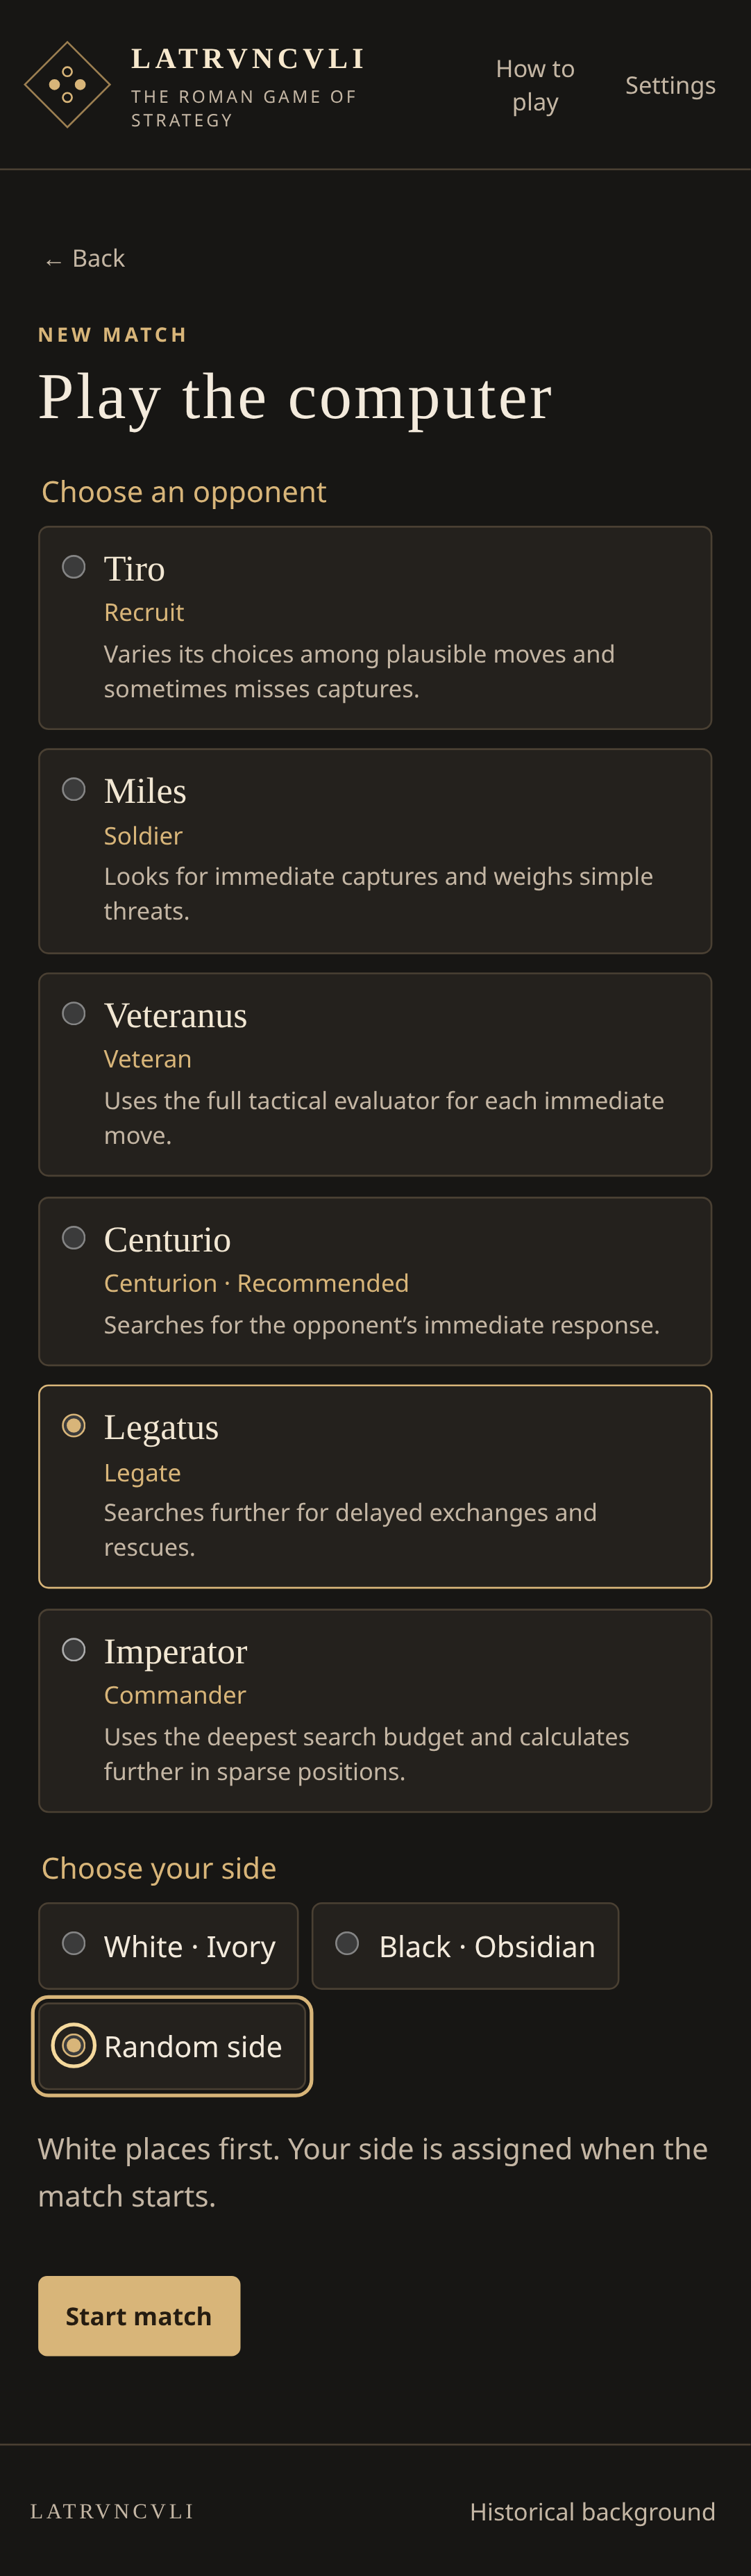 LATRVNCVLI
THE ROMAN GAME OF
STRATEGY
How to
play
Settings
← Back
NEW MATCH
Play the computer
Choose an opponent
Tiro
Recruit
Varies its choices among plausible moves and
sometimes misses captures.
Miles
Soldier
Looks for immediate captures and weighs simple
threats.
Veteranus
Veteran
Uses the full tactical evaluator for each immediate
move.
Centurio
Centurion · Recommended
Searches for the opponent’s immediate response.
Legatus
Legate
Searches further for delayed exchanges and
rescues.
Imperator
Commander
Uses the deepest search budget and calculates
further in sparse positions.
Choose your side
White · Ivory
Black · Obsidian
Random side
White places first. Your side is assigned when the
match starts.
Start match
LATRVNCVLI
Historical background